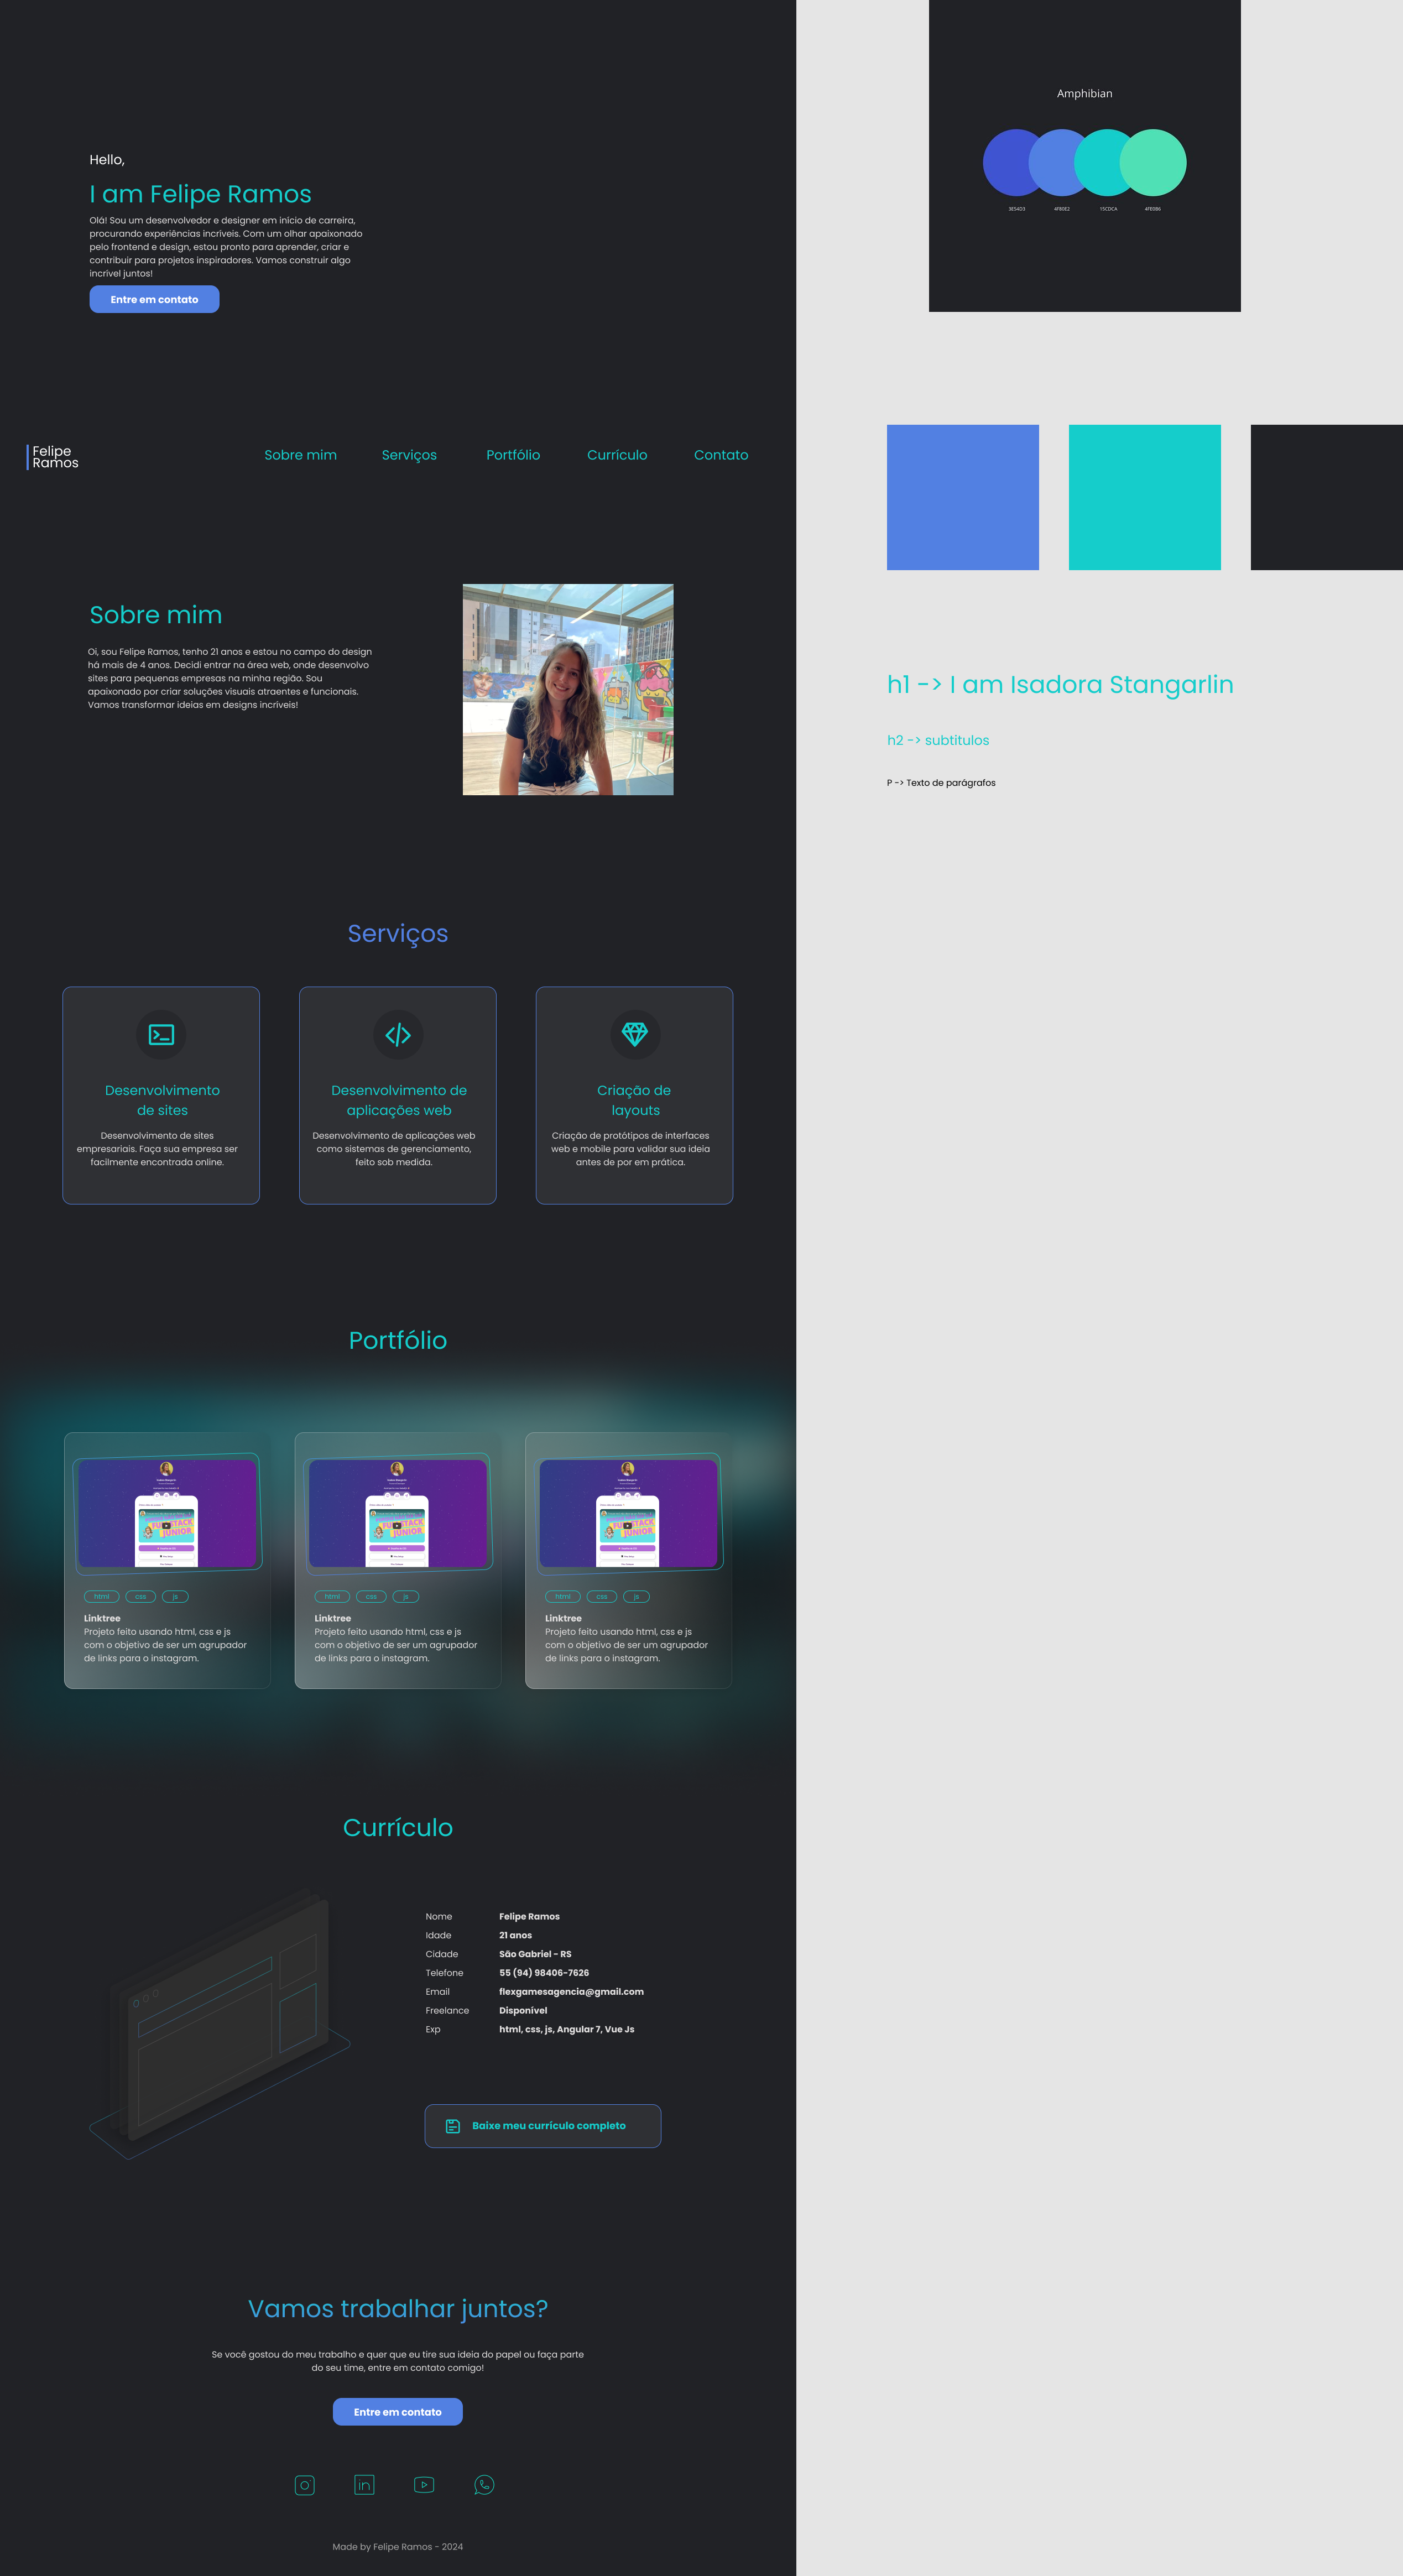 Hello,
I am Felipe Ramos
Olá! Sou um desenvolvedor e designer em início de carreira,
procurando experiências incríveis. Com um olhar apaixonado
pelo frontend e design, estou pronto para aprender, criar e
contribuir para projetos inspiradores. Vamos construir algo
incrível juntos!
Entre em contato
Felipe
Ramos
Sobre mim
Serviços
Portfólio
Currículo
Contato
Sobre mim
Oi, sou Felipe Ramos, tenho 21 anos e estou no campo do design
há mais de 4 anos. Decidi entrar na área web, onde desenvolvo
sites para pequenas empresas na minha região. Sou
apaixonado por criar soluções visuais atraentes e funcionais.
Vamos transformar ideias em designs incríveis!
Serviços
Desenvolvimento
de sites
Desenvolvimento de sites
empresariais. Faça sua empresa ser
facilmente encontrada online.
Desenvolvimento de
aplicações web
Desenvolvimento de aplicações web
como sistemas de gerenciamento,
feito sob medida.
Criação de
layouts
Criação de protótipos de interfaces
web e mobile para validar sua ideia
antes de por em prática.
Portfólio
html
css
js
Linktree
Projeto feito usando html, css e js
com o objetivo de ser um agrupador
de links para o instagram.
html
css
js
Linktree
Projeto feito usando html, css e js
com o objetivo de ser um agrupador
de links para o instagram.
html
css
js
Linktree
Projeto feito usando html, css e js
com o objetivo de ser um agrupador
de links para o instagram.
Currículo
Nome Felipe Ramos
Idade 21 anos
Cidade São Gabriel - RS
Telefone 55 (94) 98406-7626
Email flexgamesagencia@gmail.com
Freelance Disponível
Exp html, css, js, Angular 7, Vue Js
Baixe meu currículo completo
Vamos trabalhar juntos?
Se você gostou do meu trabalho e quer que eu tire sua ideia do papel ou faça parte
do seu time, entre em contato comigo!
Entre em contato
in
Made by Felipe Ramos - 2024
Amphibian
3E54D3
4F80E2
15CDCA
4FE0B6
h1 -> I am Isadora Stangarlin
h2 -> subtitulos
P -> Texto de parágrafos